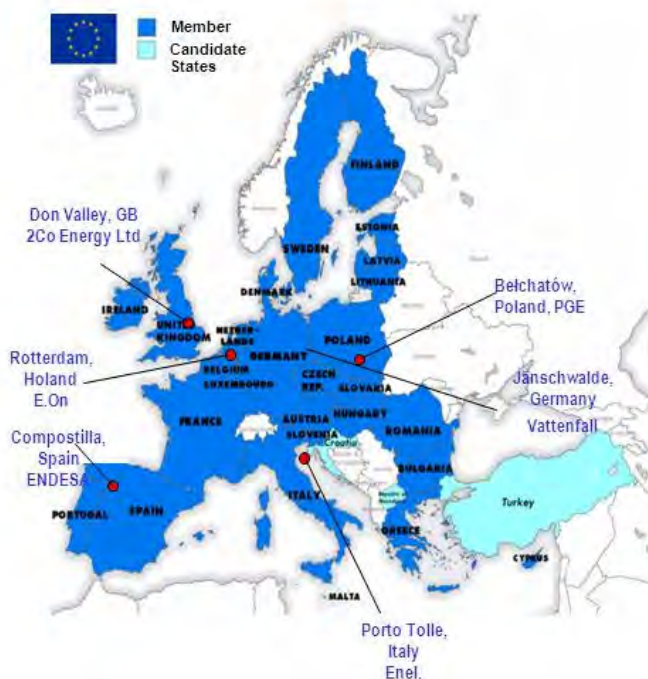 Member
Candidate
States
FINLAND
Don Valley, GB
2Co Energy Ltd
ESTONIA
SWEDEN
LATVIA
LITHUANIA
DENMARK
Bełchatów,
Poland, PGE
IRELAND
UNITED
KINGDOM
NETHER-
LANDS
POLAND
GERMANY
Rotterdam,
Holand
E.On
BELGIUM
LUXEMBOURG
CZECH
REP.
SLOVAKIA
Janschwalde,
Germany
Vattenfall
FRANCE
AUSTRIA
HUNGARY
SLOVENIA
Croatia
ROMANIA
Compostilla,
Spain
ENDESA
BULGARIA
ITALY
PORTUGAL
SPAIN
Turkey
GREECE
CYPRUS
MALTA
Porto Tolle,
Italy
Enel.